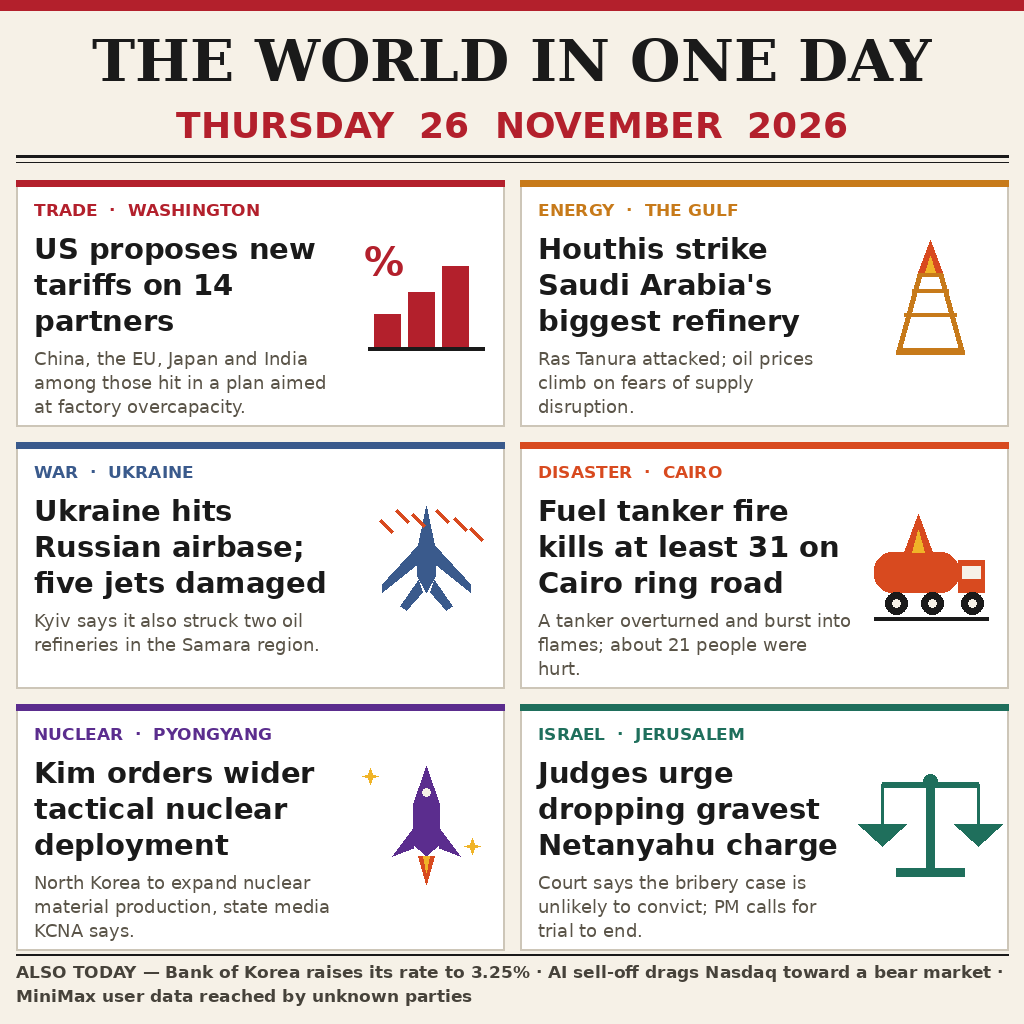 THE WORLD IN ONE DAY
THURSDAY 26 NOVEMBER 2026
TRADE · WASHINGTON
US proposes new
tariffs on 14
partners
%
China, the EU, Japan and India
among those hit in a plan aimed
at factory overcapacity.
ENERGY · THE GULF
Houthis strike
Saudi Arabia's
biggest refinery
Ras Tanura attacked; oil prices
climb on fears of supply
disruption.
WAR · UKRAINE
Ukraine hits
Russian airbase;
five jets damaged
Kyiv says it also struck two oil
refineries in the Samara region.
DISASTER · CAIRO
Fuel tanker fire
kills at least 31 on
Cairo ring road
A tanker overturned and burst into
flames; about 21 people were
hurt.
NUCLEAR · PYONGYANG
Kim orders wider
tactical nuclear
deployment
North Korea to expand nuclear
material production, state media
KCNA says.
ISRAEL · JERUSALEM
Judges urge
dropping gravest
Netanyahu charge
Court says the bribery case is
unlikely to convict; PM calls for
trial to end.
ALSO TODAY — Bank of Korea raises its rate to 3.25% · AI sell-off drags Nasdaq toward a bear market ·
MiniMax user data reached by unknown parties